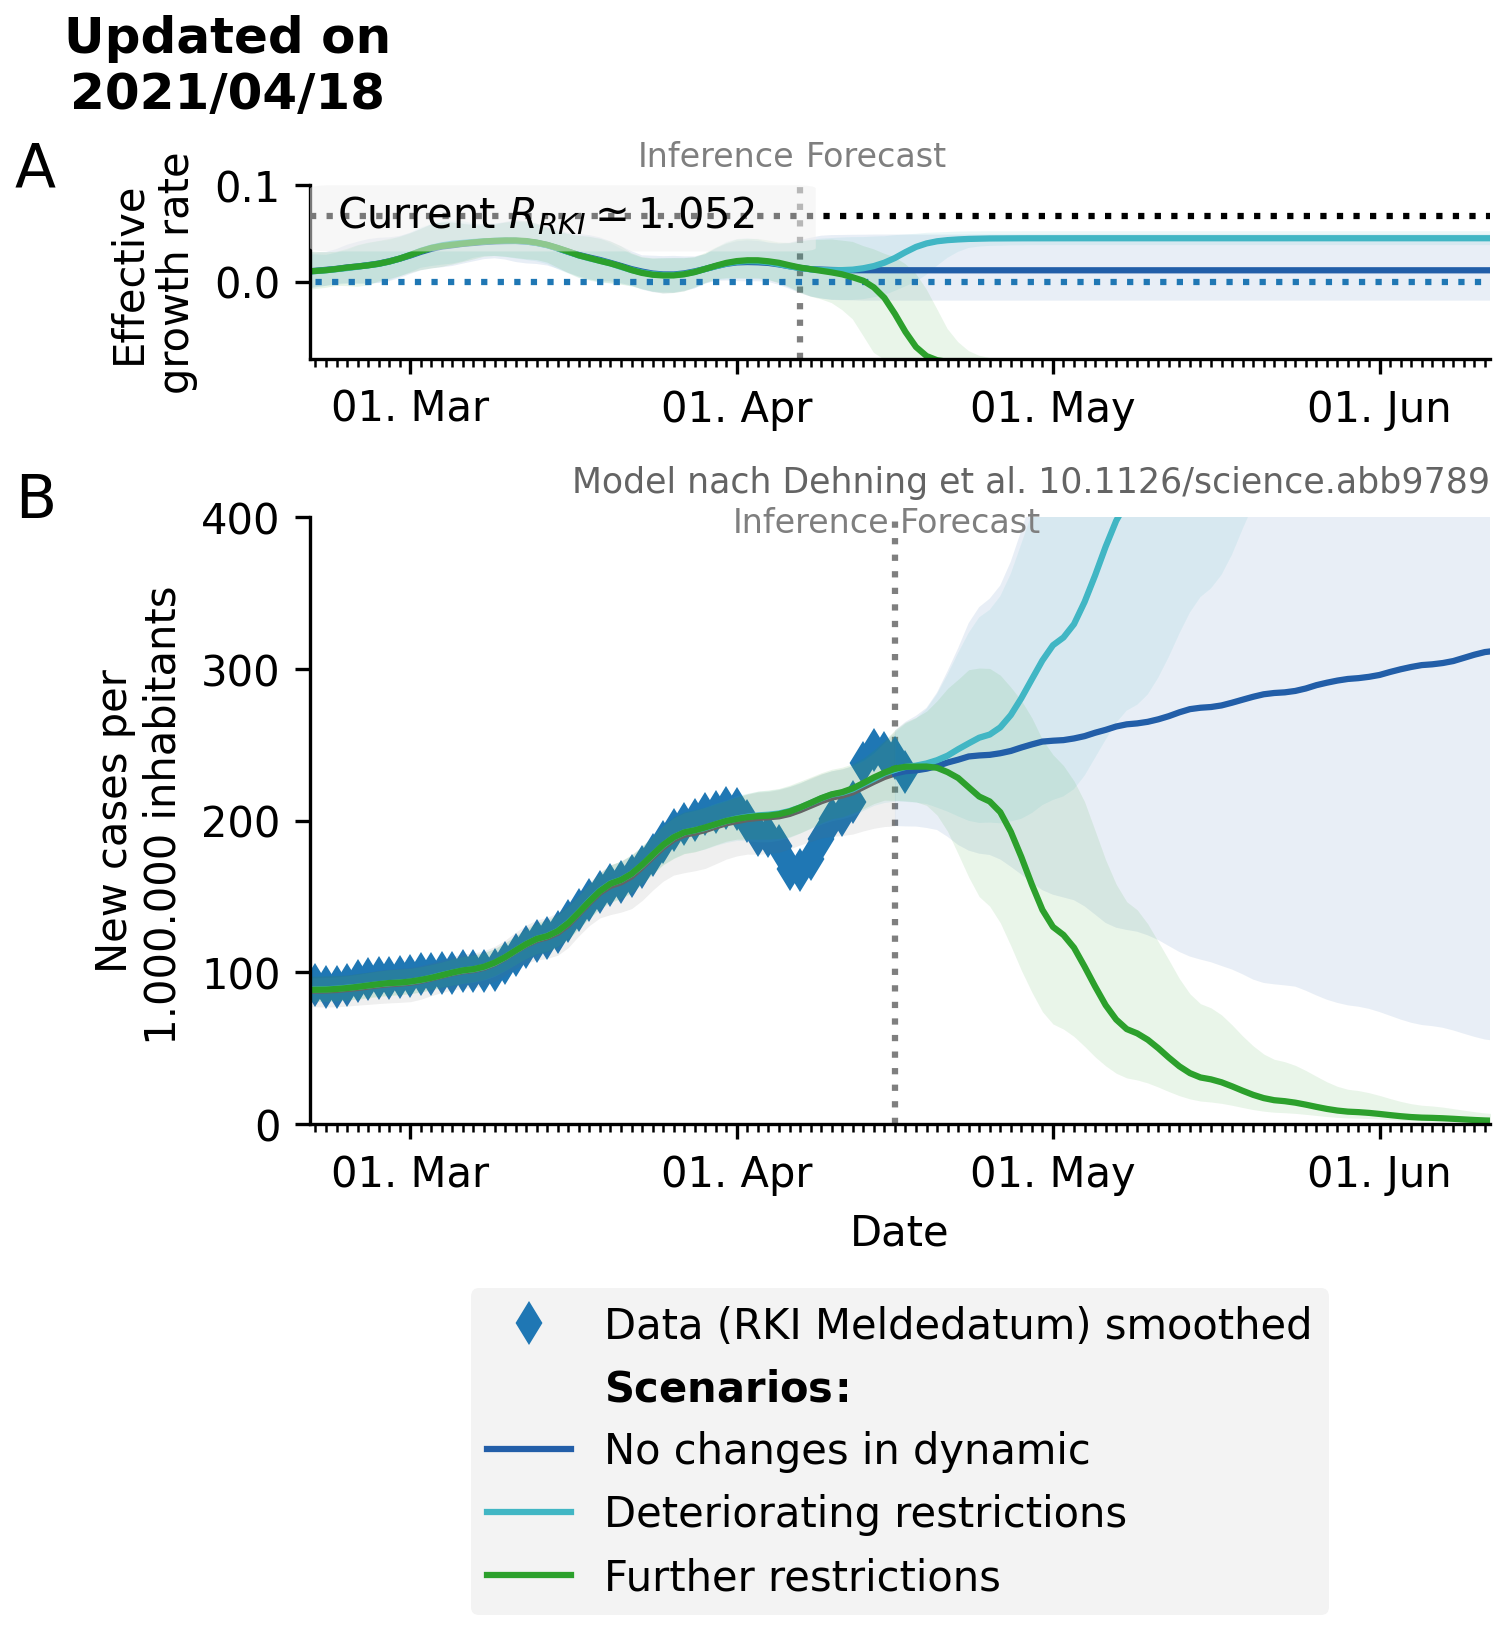 Updated on
2021/04/18
A
Inference Forecast
Effective
growth rate
0.1
0.0
Current R_RKI ≃ 1.052
01. Mar 01. Apr 01. May 01. Jun
B
Model nach Dehning et al. 10.1126/science.abb9789
Inference Forecast
New cases per
1.000.000 inhabitants
400
300
200
100
0
01. Mar 01. Apr 01. May 01. Jun
Date
Data (RKI Meldedatum) smoothed
Scenarios:
No changes in dynamic
Deteriorating restrictions
Further restrictions